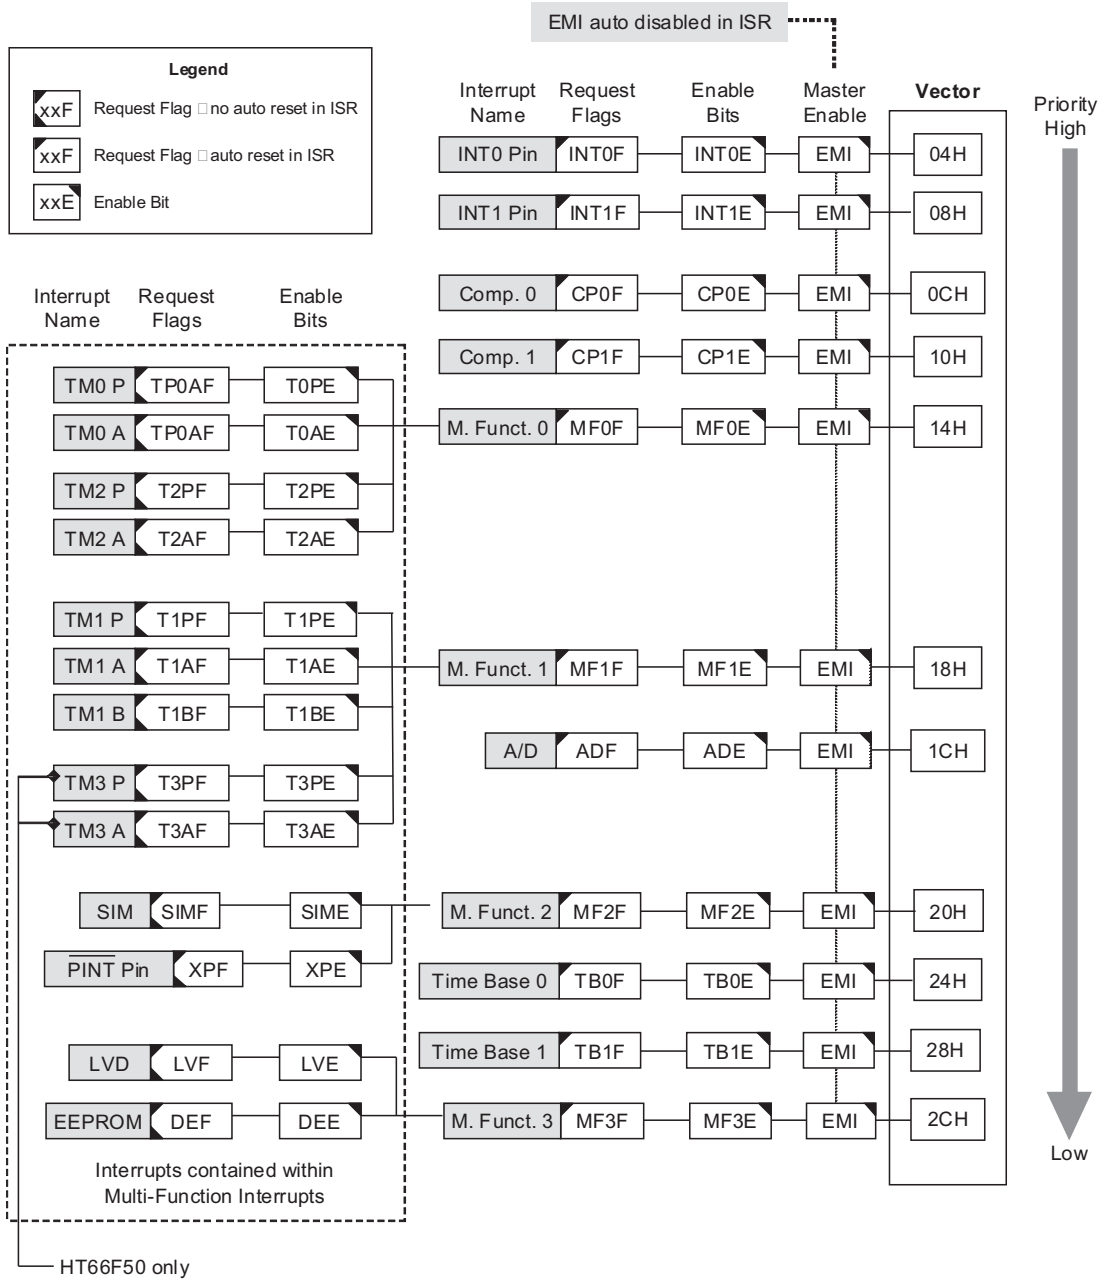 EMI auto disabled in ISR
Legend
xxF Request Flag □ no auto reset in ISR
xxF Request Flag □ auto reset in ISR
xxE Enable Bit
Interrupt Name Request Flags Enable Bits Master Enable Vector
Priority High
INT0 Pin INT0F INT0E EMI 04H
INT1 Pin INT1F INT1E EMI 08H
Comp. 0 CP0F CP0E EMI 0CH
Comp. 1 CP1F CP1E EMI 10H
M. Funct. 0 MF0F MF0E EMI 14H
M. Funct. 1 MF1F MF1E EMI 18H
A/D ADF ADE EMI 1CH
M. Funct. 2 MF2F MF2E EMI 20H
Time Base 0 TB0F TB0E EMI 24H
Time Base 1 TB1F TB1E EMI 28H
M. Funct. 3 MF3F MF3E EMI 2CH
Low
Interrupt Name Request Flags Enable Bits
TM0 P TP0AF T0PE
TM0 A TP0AF T0AE
TM2 P T2PF T2PE
TM2 A T2AF T2AE
TM1 P T1PF T1PE
TM1 A T1AF T1AE
TM1 B T1BF T1BE
TM3 P T3PF T3PE
TM3 A T3AF T3AE
SIM SIMF SIME
PINT Pin XPF XPE
LVD LVF LVE
EEPROM DEF DEE
Interrupts contained within
Multi-Function Interrupts
HT66F50 only